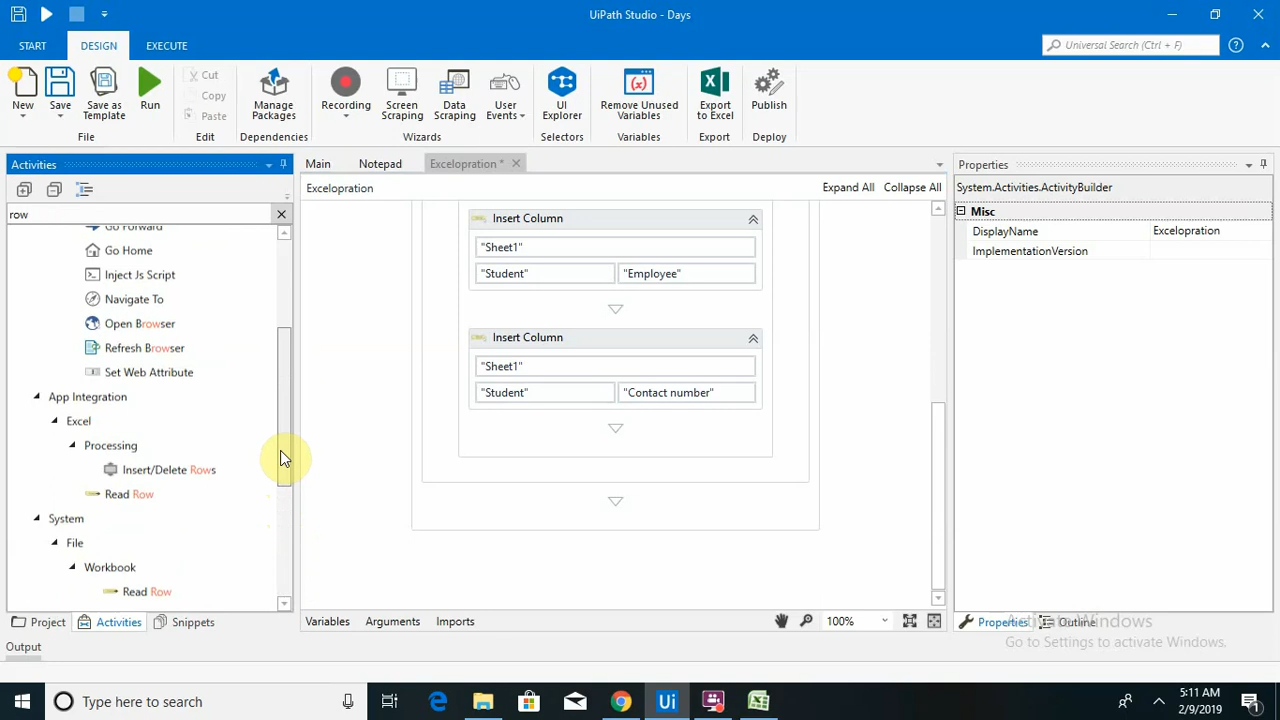 UiPath Studio - Days
START DESIGN EXECUTE
Universal Search (Ctrl + F)
New Save Save as Template Run Cut Copy Paste Manage Packages Recording Screen Scraping Data Scraping User Events UI Explorer Remove Unused Variables Export to Excel Publish
File Edit Dependencies Wizards Selectors Variables Export Deploy
Activities
row
Go Forward
Go Home
Inject Js Script
Navigate To
Open Browser
Refresh Browser
Set Web Attribute
App Integration
Excel
Processing
Insert/Delete Rows
Read Row
System
File
Workbook
Read Row
Project Activities Snippets
Output
Main Notepad Excelopration *
Excelopration Expand All Collapse All
Insert Column
"Sheet1"
"Student" "Employee"
Insert Column
"Sheet1"
"Student" "Contact number"
Variables Arguments Imports 100%
Properties
System.Activities.ActivityBuilder
Misc
DisplayName Excelopration
ImplementationVersion
Properties Outline
Activate Windows
Go to Settings to activate Windows.
Type here to search
Ui
5:11 AM
2/9/2019
1